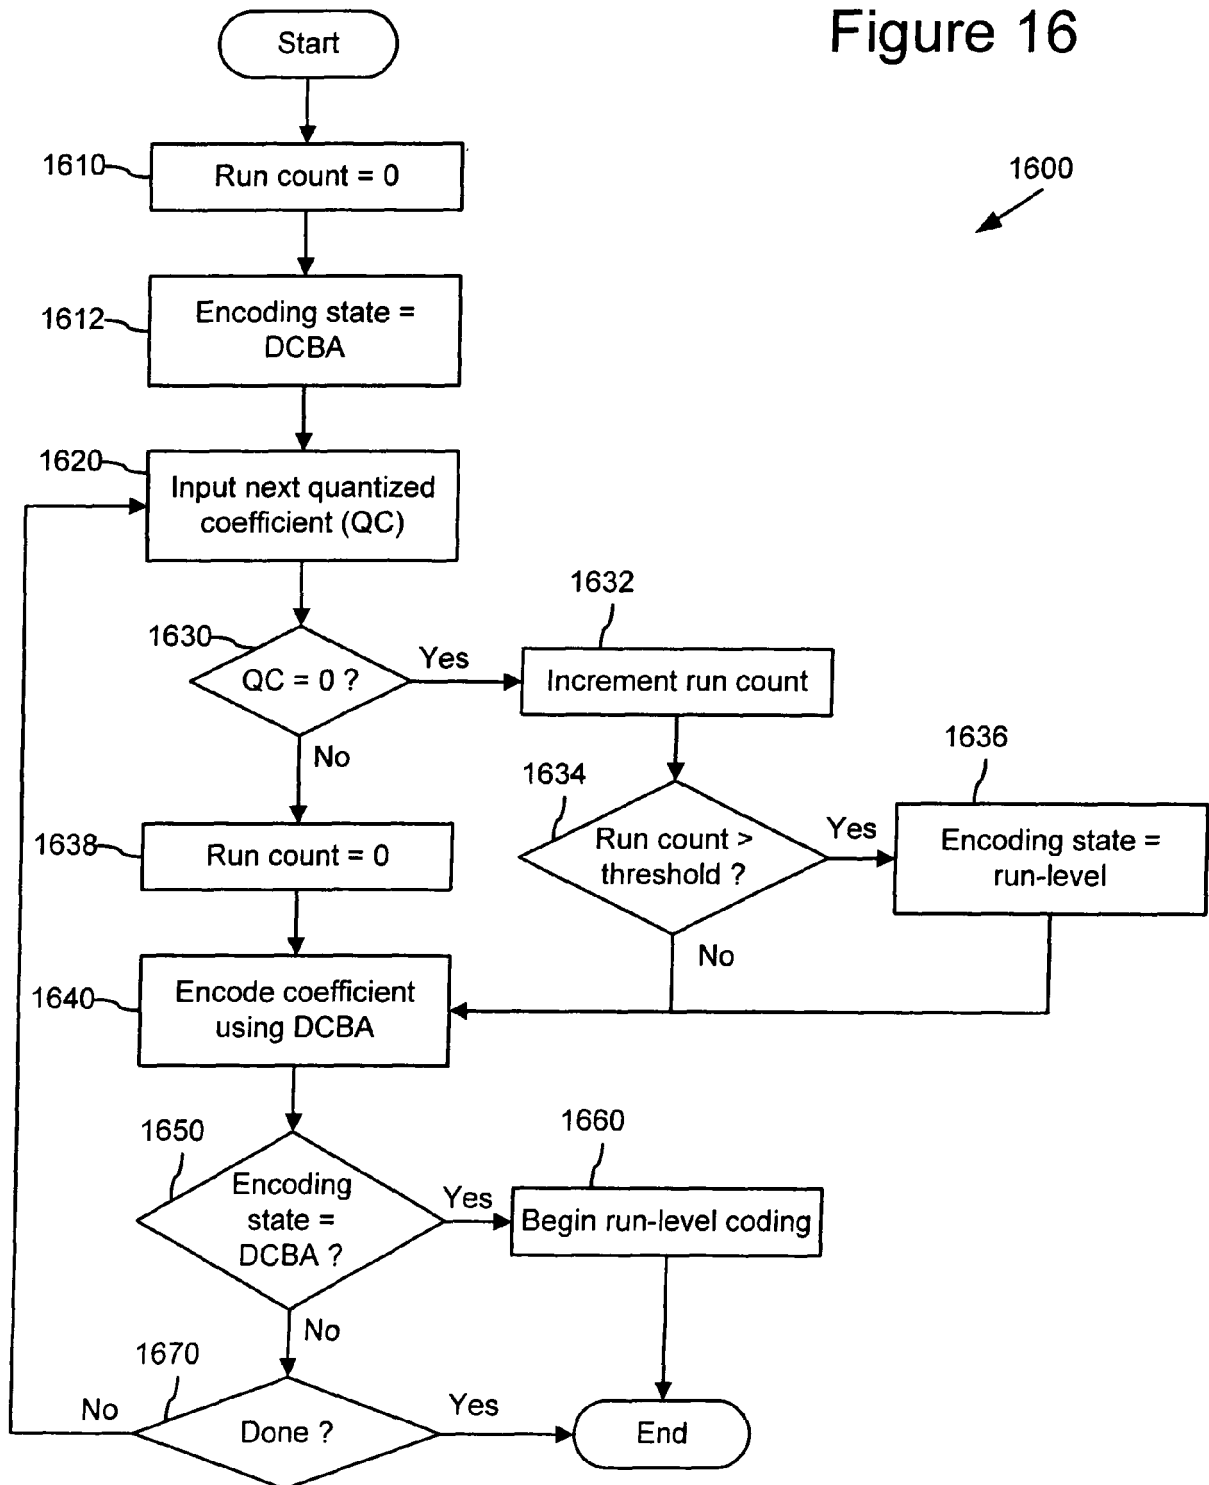 Figure 16
Start
1610
Run count = 0
1600
1612
Encoding state =
DCBA
1620
Input next quantized
coefficient (QC)
1632
1630
QC = 0 ?
Yes
Increment run count
No
1634
1636
1638
Run count = 0
Run count >
threshold ?
Yes
Encoding state =
run-level
No
1640
Encode coefficient
using DCBA
1650
1660
Encoding
state =
DCBA ?
Yes
Begin run-level coding
No
1670
No
Done ?
Yes
End